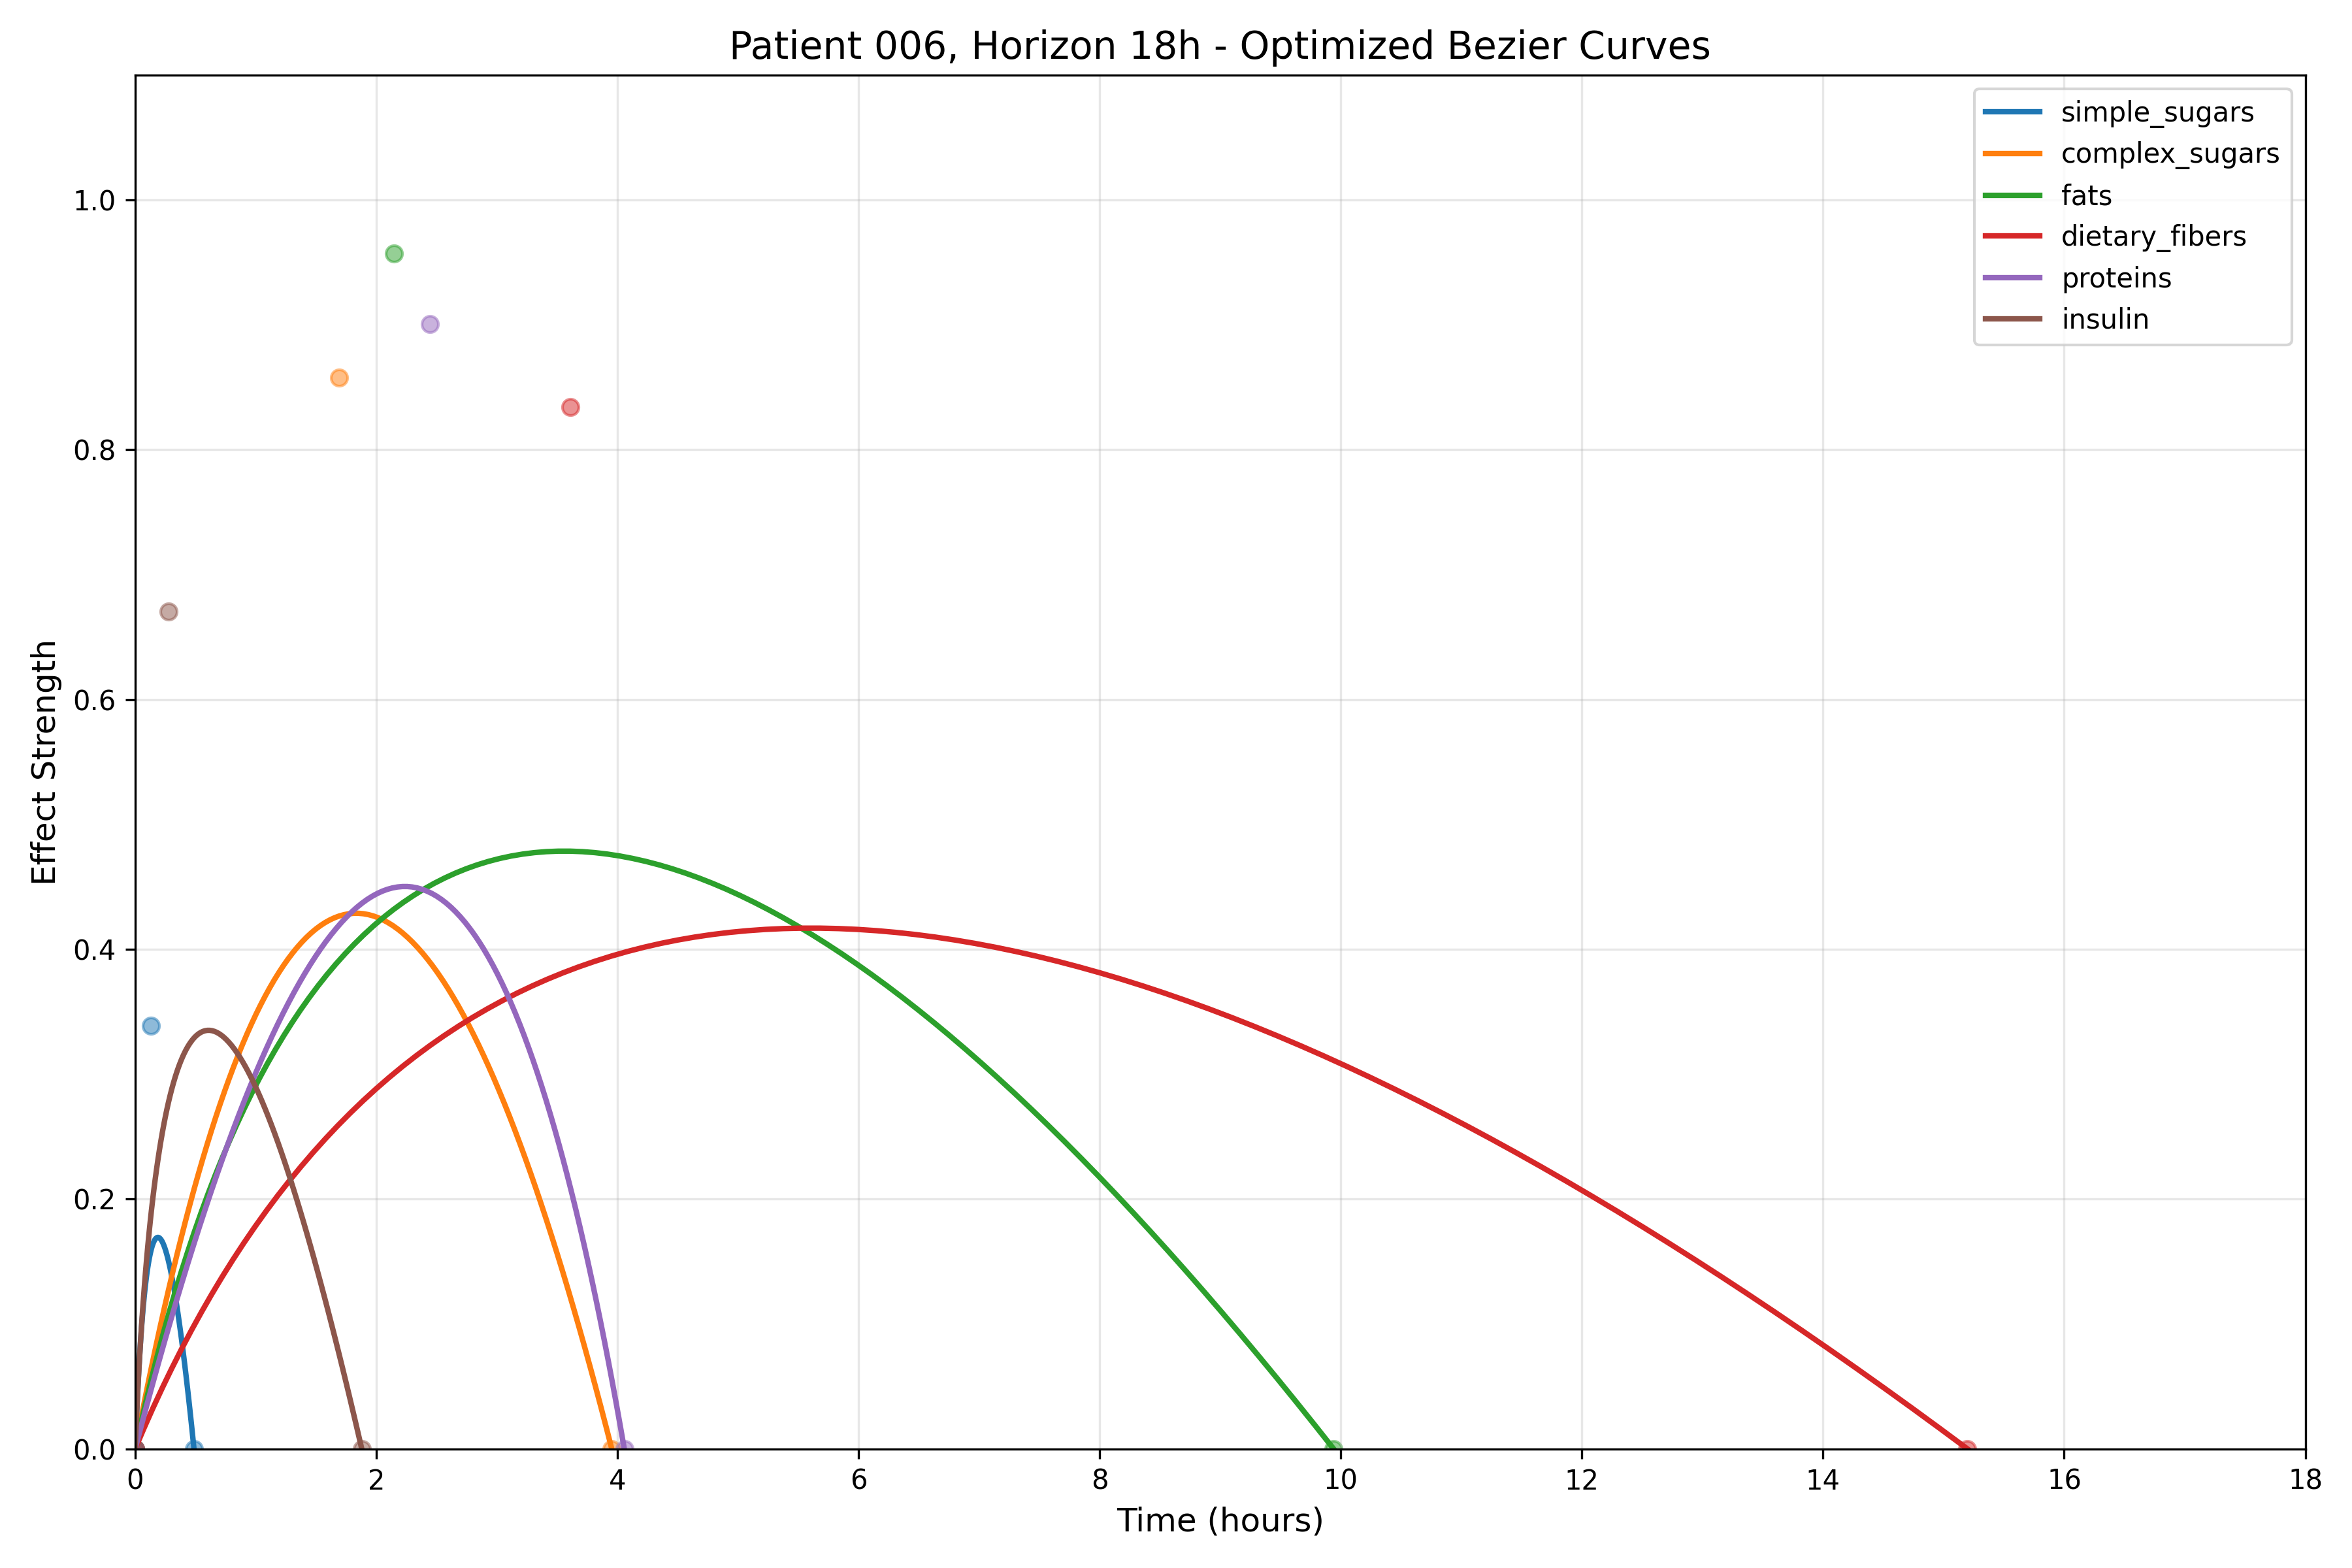 Patient 006, Horizon 18h - Optimized Bezier Curves
simple_sugars
complex_sugars
fats
dietary_fibers
proteins
insulin
Effect Strength
1.0
0.8
0.6
0.4
0.2
0.0
0 2 4 6 8 10 12 14 16 18
Time (hours)